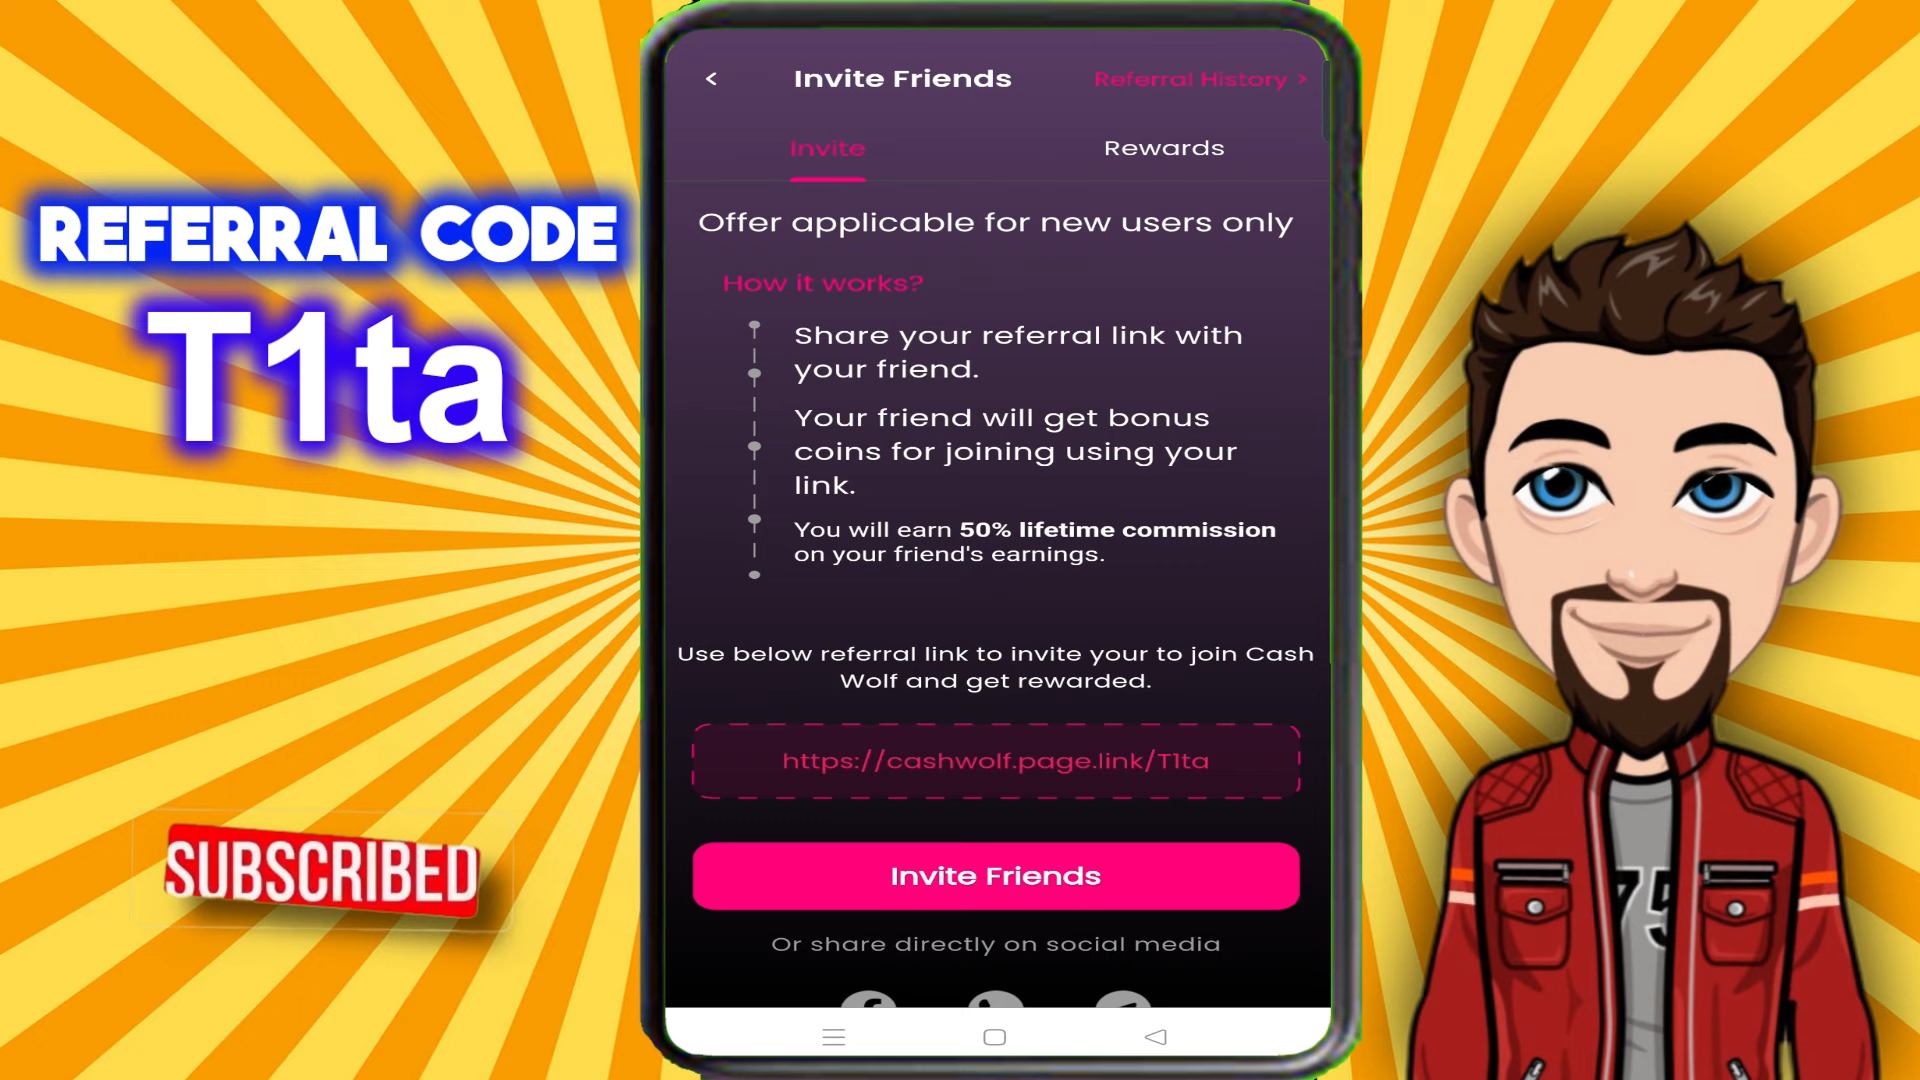 REFERRAL CODE
T1ta
SUBSCRIBED
Invite Friends
Referral History >
Invite
Rewards
Offer applicable for new users only
How it works?
Share your referral link with
your friend.
Your friend will get bonus
coins for joining using your
link.
You will earn 50% lifetime commission
on your friend's earnings.
Use below referral link to invite your to join Cash
Wolf and get rewarded.
https://cashwolf.page.link/T1ta
Invite Friends
Or share directly on social media
75